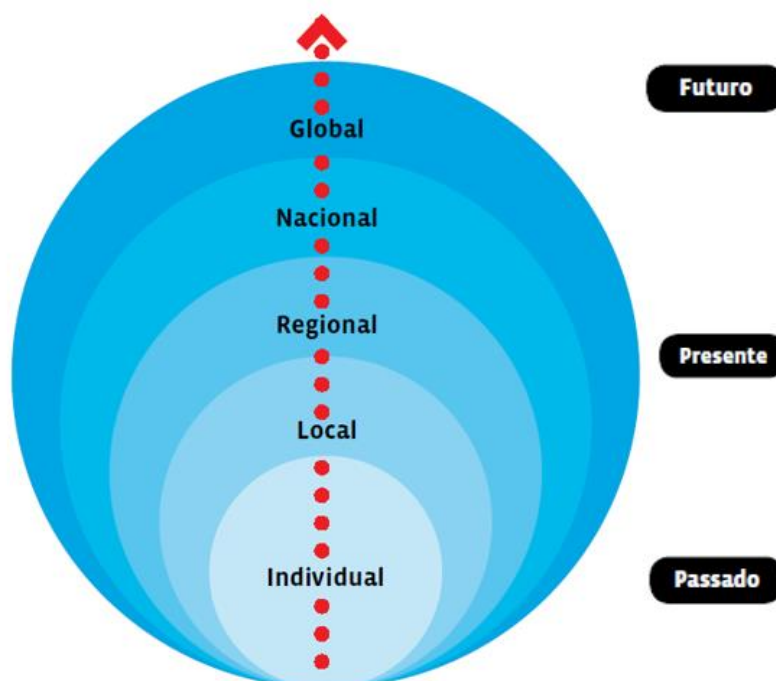 Futuro
Global
Nacional
Regional
Presente
Local
Individual
Passado